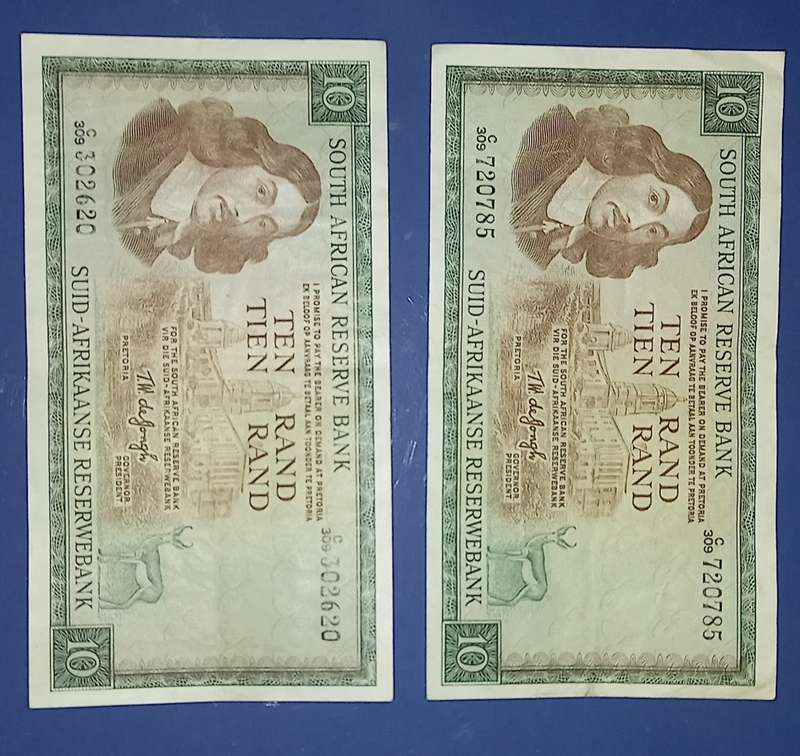 10
SOUTH AFRICAN RESERVE BANK
I PROMISE TO PAY THE BEARER ON DEMAND AT PRETORIA
EK BELOOF OP AANVRAAG TE BETAAL AAN TOONDER TE PRETORIA
C
309 302620
TEN RAND
TIEN RAND
FOR THE SOUTH AFRICAN RESERVE BANK
VIR DIE SUID-AFRIKAANSE RESERWEBANK
T.W. de Jongh
PRETORIA
GOVERNOR
PRESIDENT
C
309 302620
SUID-AFRIKAANSE RESERWEBANK
10
10
SOUTH AFRICAN RESERVE BANK
I PROMISE TO PAY THE BEARER ON DEMAND AT PRETORIA
EK BELOOF OP AANVRAAG TE BETAAL AAN TOONDER TE PRETORIA
C
309 720785
TEN RAND
TIEN RAND
FOR THE SOUTH AFRICAN RESERVE BANK
VIR DIE SUID-AFRIKAANSE RESERWEBANK
T.W. de Jongh
PRETORIA
GOVERNOR
PRESIDENT
C
309 720785
SUID-AFRIKAANSE RESERWEBANK
10